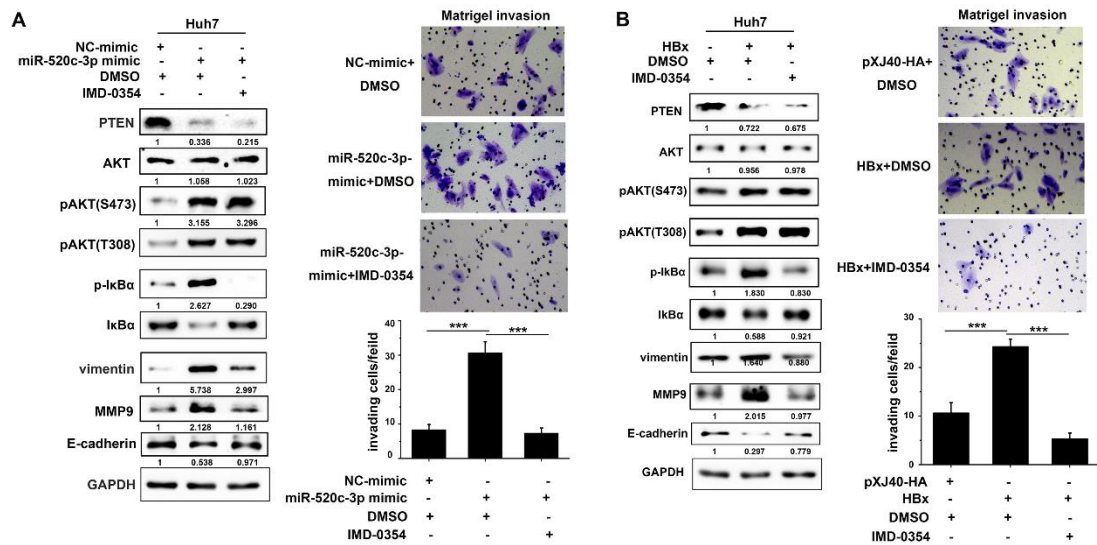 A
Huh7
NC-mimic + - -
miR-520c-3p mimic - + +
DMSO + + -
IMD-0354 - - +
PTEN
1 0.336 0.215
AKT
1 1.058 1.023
pAKT(S473)
1 3.155 3.296
pAKT(T308)
p-IκBα
1 2.627 0.290
IκBα
vimentin
1 5.738 2.997
MMP9
1 2.128 1.161
E-cadherin
1 0.538 0.971
GAPDH
Matrigel invasion
NC-mimic+
DMSO
miR-520c-3p-
mimic+DMSO
miR-520c-3p-
mimic+IMD-0354
invading cells/feild
40
30
20
10
0
*** ***
NC-mimic + - -
miR-520c-3p mimic - + +
DMSO + + -
IMD-0354 - - +
B
Huh7
HBx - + +
DMSO + + -
IMD-0354 - - +
PTEN
1 0.722 0.675
AKT
1 0.956 0.978
pAKT(S473)
pAKT(T308)
p-IκBα
1 1.830 0.830
IκBα
1 0.588 0.921
vimentin
1 1.640 0.880
MMP9
1 2.015 0.977
E-cadherin
1 0.297 0.779
GAPDH
Matrigel invasion
pXJ40-HA+
DMSO
HBx+DMSO
HBx+IMD-0354
invading cells/feild
30
20
10
0
*** ***
pXJ40-HA + - -
HBx - + +
DMSO + + -
IMD-0354 - - +